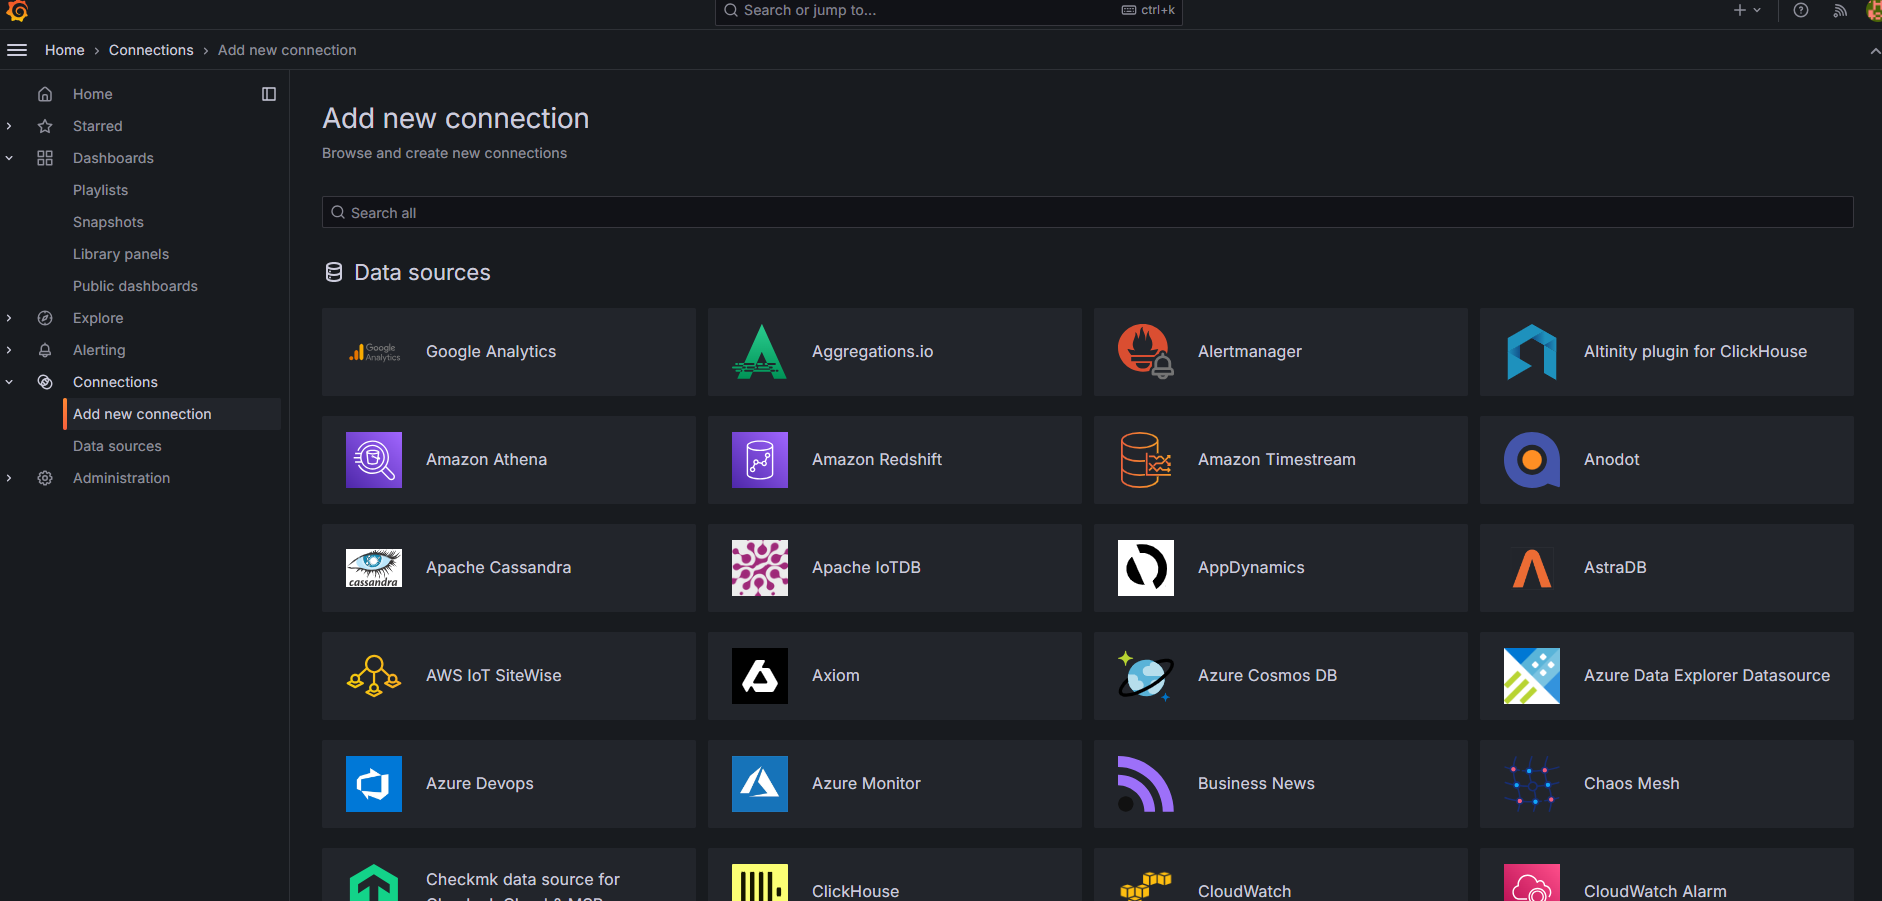 Search or jump to...
ctrl+k
Home
Connections
Add new connection
Home
Starred
Dashboards
Playlists
Snapshots
Library panels
Public dashboards
Explore
Alerting
Connections
Add new connection
Data sources
Administration
Add new connection
Browse and create new connections
Search all
Data sources
Google
Analytics
Google Analytics
Aggregations.io
Alertmanager
Altinity plugin for ClickHouse
Amazon Athena
Amazon Redshift
Amazon Timestream
Anodot
cassandra
Apache Cassandra
Apache IoTDB
AppDynamics
AstraDB
AWS IoT SiteWise
Axiom
Azure Cosmos DB
Azure Data Explorer Datasource
Azure Devops
Azure Monitor
Business News
Chaos Mesh
Checkmk data source for
ClickHouse
CloudWatch
CloudWatch Alarm